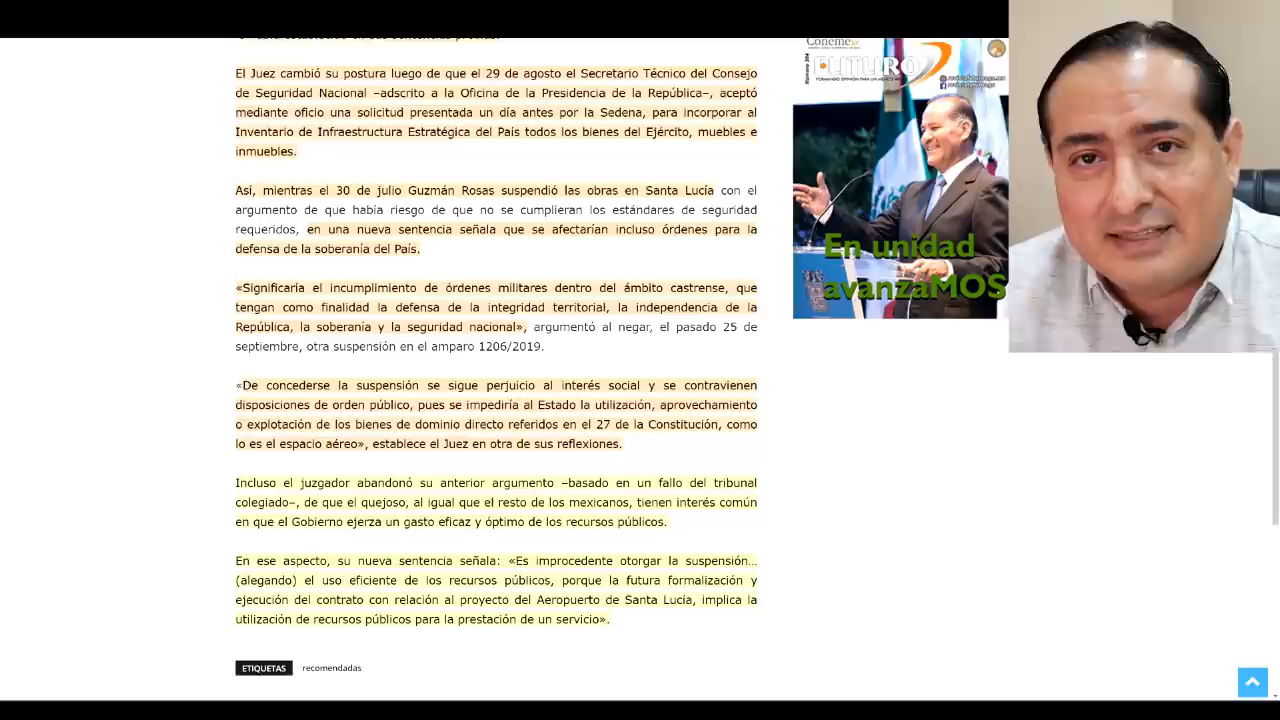 El Juez cambió su postura luego de que el 29 de agosto el Secretario Técnico del Consejo
de Seguridad Nacional –adscrito a la Oficina de la Presidencia de la República–, aceptó
mediante oficio una solicitud presentada un día antes por la Sedena, para incorporar al
Inventario de Infraestructura Estratégica del País todos los bienes del Ejército, muebles e
inmuebles.
Así, mientras el 30 de julio Guzmán Rosas suspendió las obras en Santa Lucía con el
argumento de que había riesgo de que no se cumplieran los estándares de seguridad
requeridos, en una nueva sentencia señala que se afectarían incluso órdenes para la
defensa de la soberanía del País.
«Significaría el incumplimiento de órdenes militares dentro del ámbito castrense, que
tengan como finalidad la defensa de la integridad territorial, la independencia de la
República, la soberanía y la seguridad nacional», argumentó al negar, el pasado 25 de
septiembre, otra suspensión en el amparo 1206/2019.
«De concederse la suspensión se sigue perjuicio al interés social y se contravienen
disposiciones de orden público, pues se impediría al Estado la utilización, aprovechamiento
o explotación de los bienes de dominio directo referidos en el 27 de la Constitución, como
lo es el espacio aéreo», establece el Juez en otra de sus reflexiones.
Incluso el juzgador abandonó su anterior argumento –basado en un fallo del tribunal
colegiado–, de que el quejoso, al igual que el resto de los mexicanos, tienen interés común
en que el Gobierno ejerza un gasto eficaz y óptimo de los recursos públicos.
En ese aspecto, su nueva sentencia señala: «Es improcedente otorgar la suspensión…
(alegando) el uso eficiente de los recursos públicos, porque la futura formalización y
ejecución del contrato con relación al proyecto del Aeropuerto de Santa Lucía, implica la
utilización de recursos públicos para la prestación de un servicio».
ETIQUETAS recomendadas
Coneme
FUTURO
En unidad
avanzaMOS